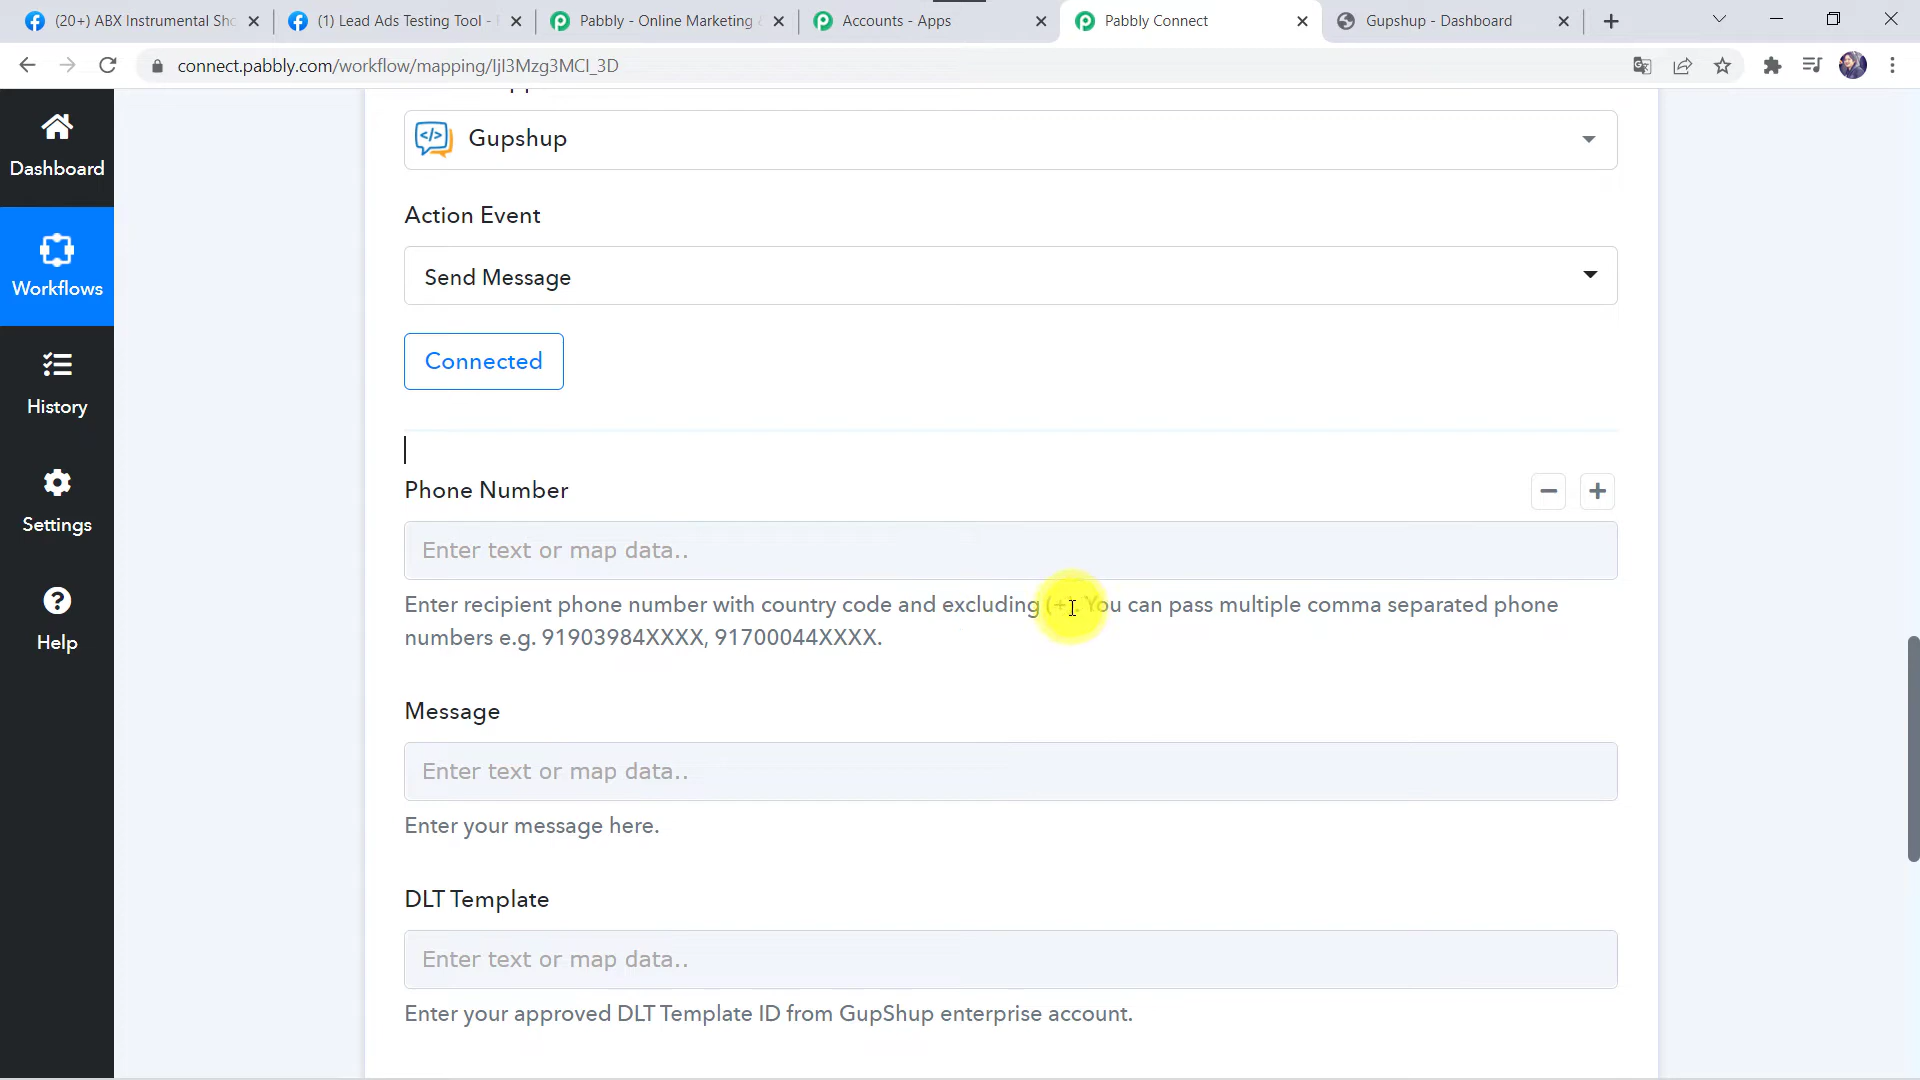 (20+) ABX Instrumental Sho
(1) Lead Ads Testing Tool -
Pabbly - Online Marketing
Accounts - Apps
Pabbly Connect
Gupshup - Dashboard
connect.pabbly.com/workflow/mapping/IjI3Mzg3MCI_3D
Dashboard
Workflows
History
Settings
Help
Gupshup
Action Event
Send Message
Connected
Phone Number
Enter text or map data..
Enter recipient phone number with country code and excluding (+). You can pass multiple comma separated phone
numbers e.g. 91903984XXXX, 91700044XXXX.
Message
Enter text or map data..
Enter your message here.
DLT Template
Enter text or map data..
Enter your approved DLT Template ID from GupShup enterprise account.